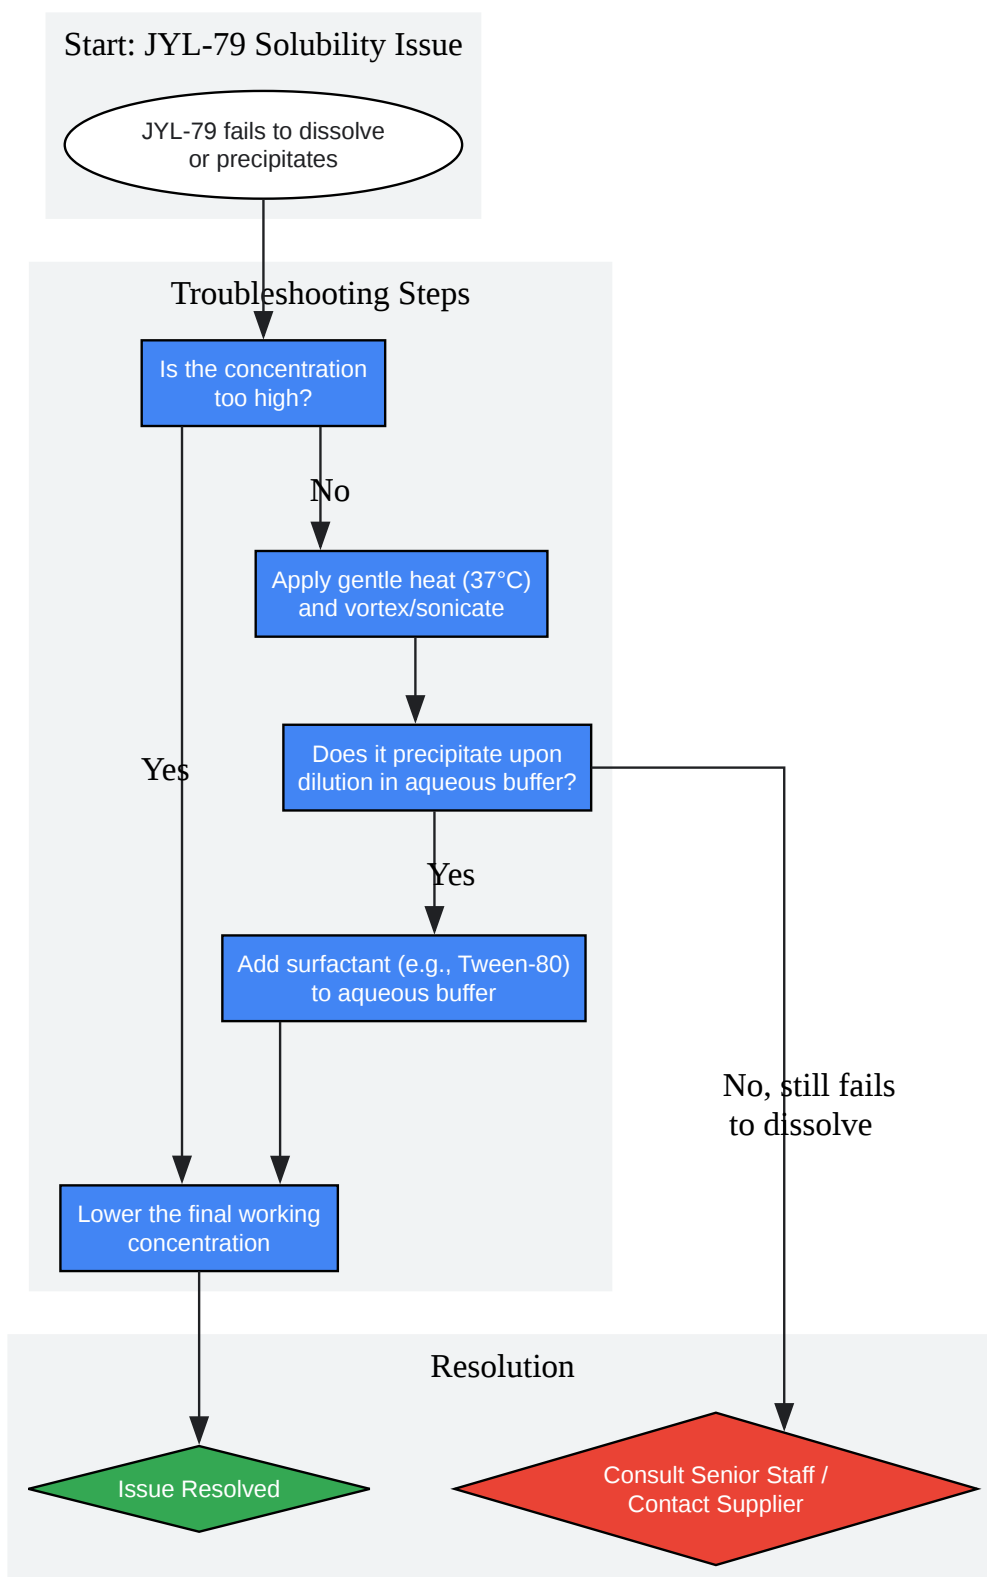 Start: JYL-79 Solubility Issue
JYL-79 fails to dissolve
or precipitates
Troubleshooting Steps
Is the concentration
too high?
No
Apply gentle heat (37°C)
and vortex/sonicate
Yes
Does it precipitate upon
dilution in aqueous buffer?
Yes
Add surfactant (e.g., Tween-80)
to aqueous buffer
No, still fails
to dissolve
Lower the final working
concentration
Resolution
Issue Resolved
Consult Senior Staff /
Contact Supplier